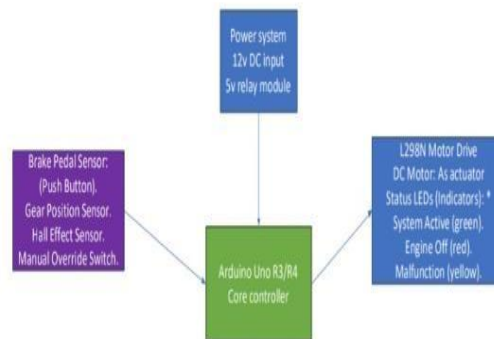 Power system
12v DC input
5v relay module
Brake Pedal Sensor:
(Push Button).
Gear Position Sensor.
Hall Effect Sensor.
Manual Override Switch.
L298N Motor Drive
DC Motor: As actuator
Status LEDs (Indicators): *
System Active (green).
Engine Off (red).
Malfunction (yellow).
Arduino Uno R3/R4
Core controller